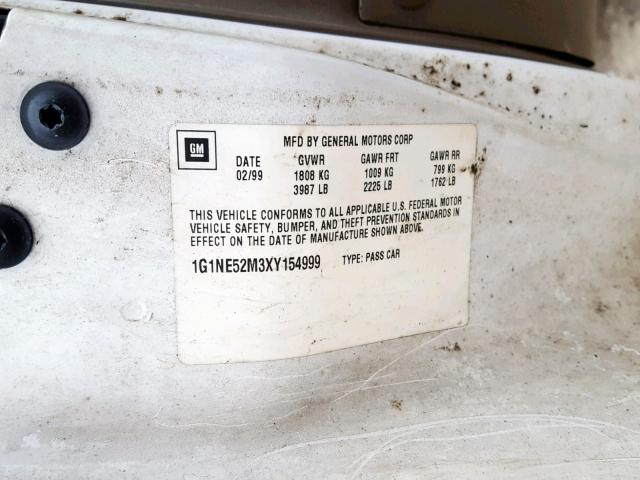 GM
MFD BY GENERAL MOTORS CORP
DATE GVWR GAWR FRT GAWR RR
02/99 1808 KG 1009 KG 799 KG
3987 LB 2225 LB 1762 LB
THIS VEHICLE CONFORMS TO ALL APPLICABLE U.S. FEDERAL MOTOR
VEHICLE SAFETY, BUMPER, AND THEFT PREVENTION STANDARDS IN
EFFECT ON THE DATE OF MANUFACTURE SHOWN ABOVE.
1G1NE52M3XY154999 TYPE: PASS CAR